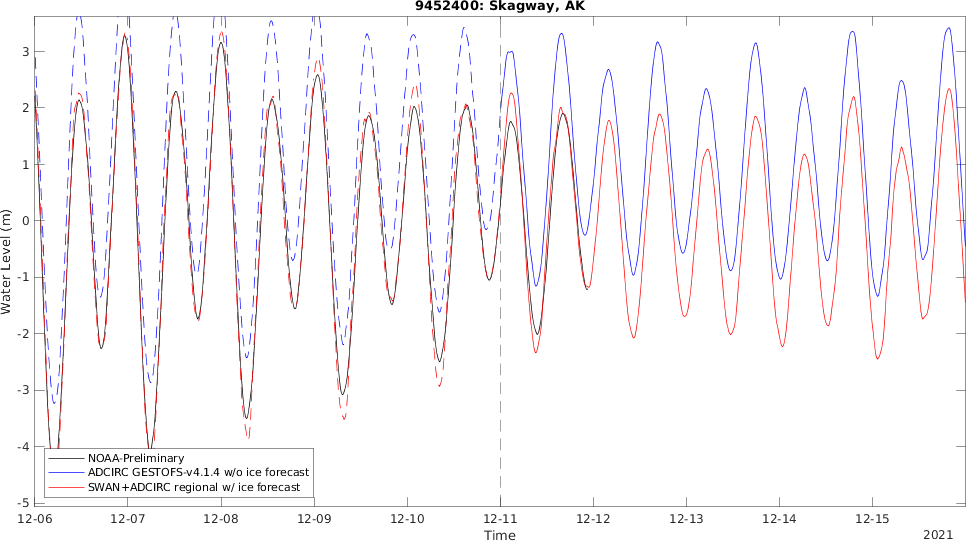 9452400: Skagway, AK
Water Level (m)
3
2
1
0
-1
-2
-3
-4
-5
NOAA-Preliminary
ADCIRC GESTOFS-v4.1.4 w/o ice forecast
SWAN+ADCIRC regional w/ ice forecast
12-06 12-07 12-08 12-09 12-10 12-11 12-12 12-13 12-14 12-15
Time
2021